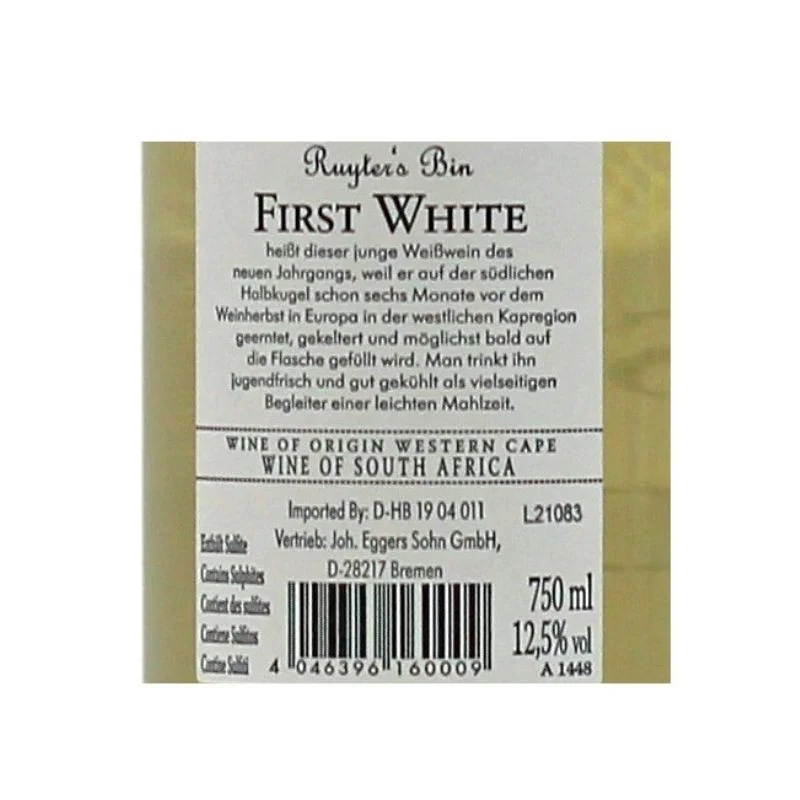 Ruyter's Bin
FIRST WHITE
heißt dieser junge Weißwein des
neuen Jahrgangs, weil er auf der südlichen
Halbkugel schon sechs Monate vor dem
Weinherbst in Europa in der westlichen Kapregion
geerntet, gekeltert und möglichst bald auf
die Flasche gefüllt wird. Man trinkt ihn
jugendfrisch und gut gekühlt als vielseitigen
Begleiter einer leichten Mahlzeit.
WINE OF ORIGIN WESTERN CAPE
WINE OF SOUTH AFRICA
Imported By: D-HB 19 04 011
L21083
Vertrieb: Joh. Eggers Sohn GmbH,
D-28217 Bremen
Enthält Sulfite
Contains Sulphites
Contient des sulfites
Contiene Sulfitos
Contine Sulfiti
4 046396 160009
750 ml
12,5% vol
A 1448